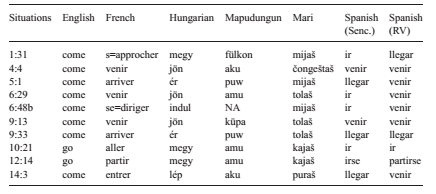 Situations English French Hungarian Mapudungun Mari Spanish (Senc.) Spanish (RV)
1:31 come s=approcher megy fülkon mijaš ir llegar
4:4 come venir jön aku čongeštaš venir venir
5:1 come arriver ér puw mijaš llegar venir
6:29 come venir jön amu tolaš ir venir
6:48b come se=diriger indul NA mijaš ir venir
9:13 come venir jön küpa tolaš venir venir
9:33 come arriver ér puw tolaš llegar llegar
10:21 go aller megy amu kajaš ir ir
12:14 go partir megy amu kajaš irse partirse
14:3 come entrer lép aku puraš llegar venir